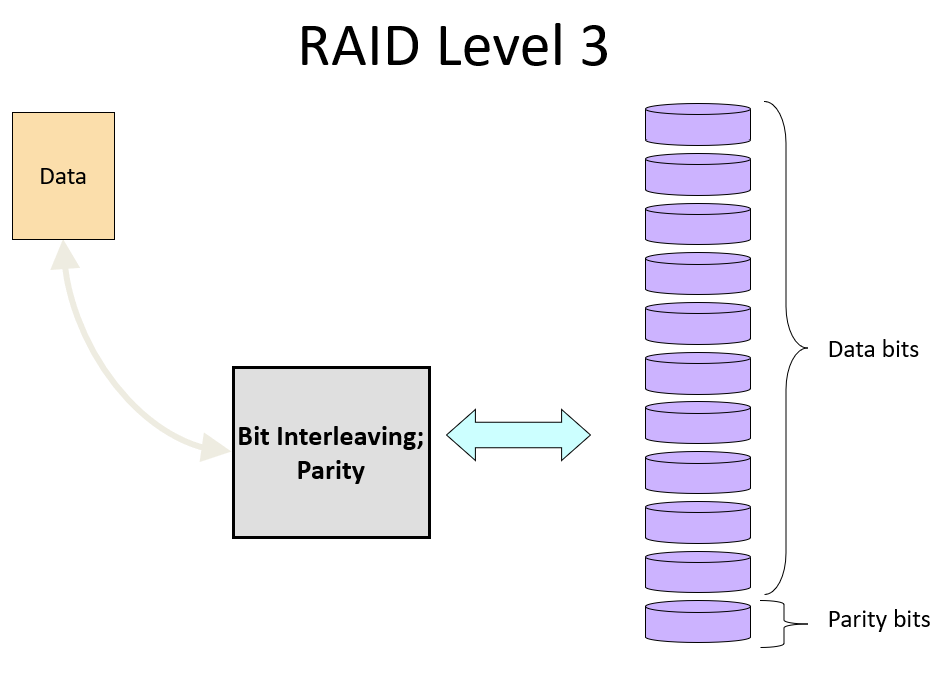 RAID Level 3
Data
Bit Interleaving;
Parity
Data bits
Parity bits